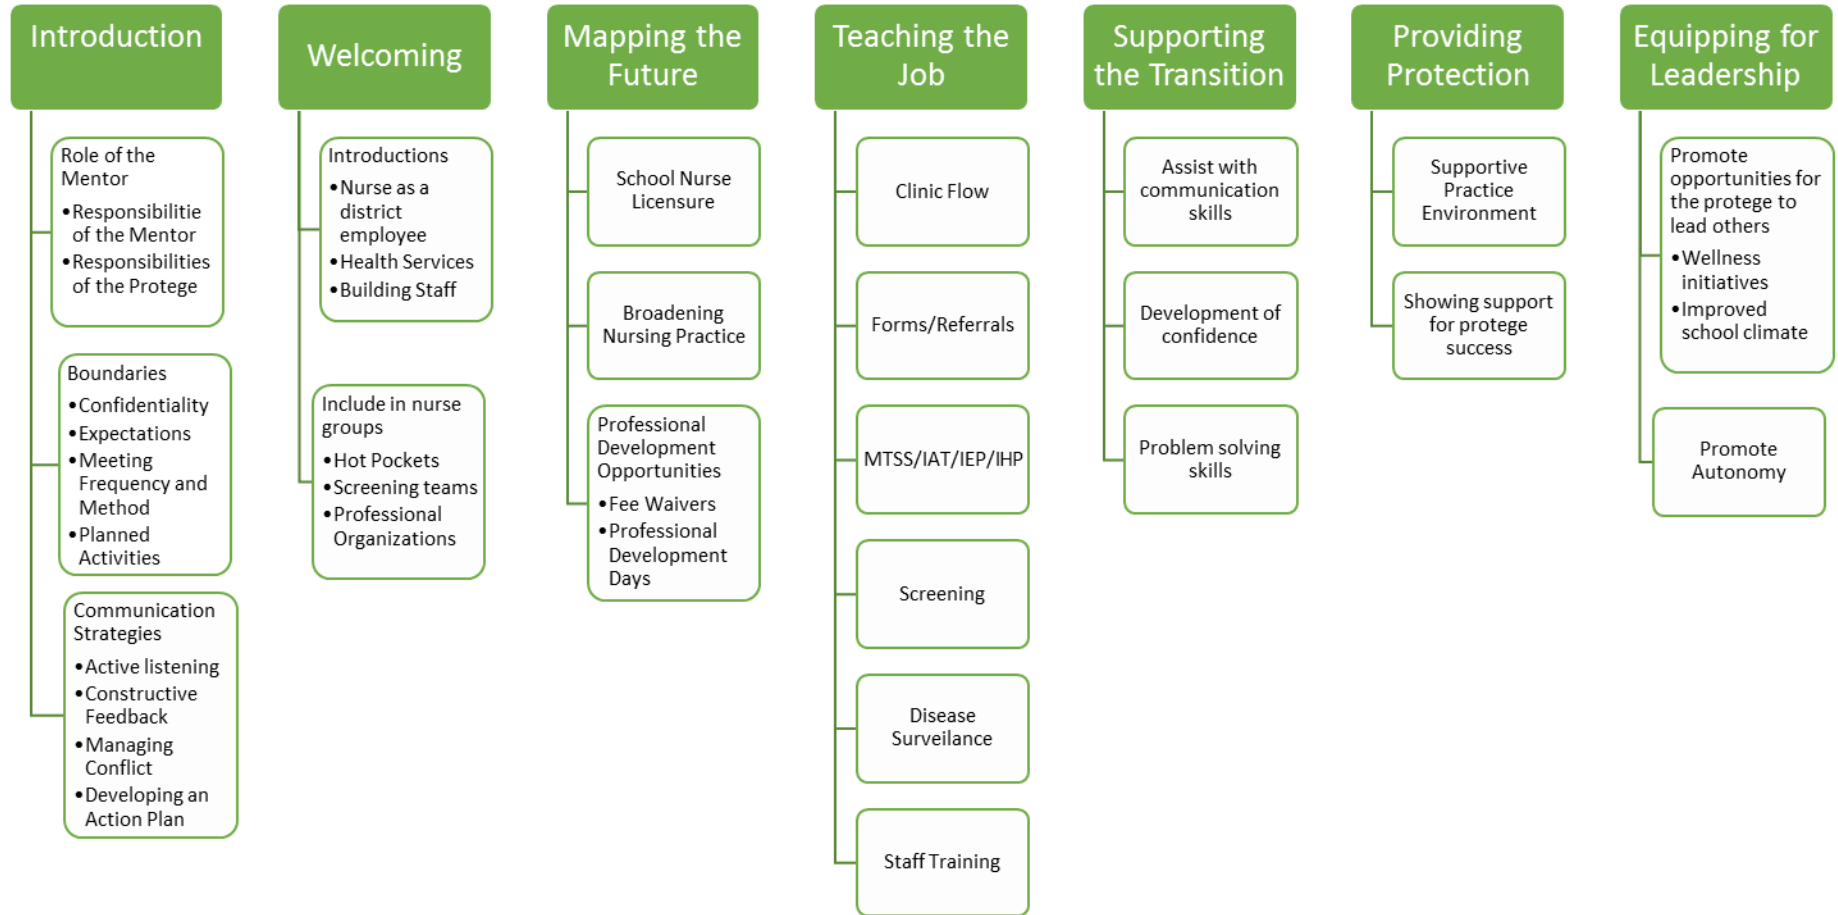 Introduction
Role of the
Mentor
•Responsibilitie
of the Mentor
•Responsibilities
of the Protege
Boundaries
•Confidentiality
•Expectations
•Meeting
Frequency and
Method
•Planned
Activities
Communication
Strategies
•Active listening
•Constructive
Feedback
•Managing
Conflict
•Developing an
Action Plan
Welcoming
Introductions
•Nurse as a
district
employee
•Health Services
•Building Staff
Include in nurse
groups
•Hot Pockets
•Screening teams
•Professional
Organizations
Mapping the
Future
School Nurse
Licensure
Broadening
Nursing Practice
Professional
Development
Opportunities
•Fee Waivers
•Professional
Development
Days
Teaching the
Job
Clinic Flow
Forms/Referrals
MTSS/IAT/IEP/IHP
Screening
Disease
Surveilance
Staff Training
Supporting
the Transition
Assist with
communication
skills
Development of
confidence
Problem solving
skills
Providing
Protection
Supportive
Practice
Environment
Showing support
for protege
success
Equipping for
Leadership
Promote
opportunities for
the protege to
lead others
•Wellness
initiatives
•Improved
school climate
Promote
Autonomy